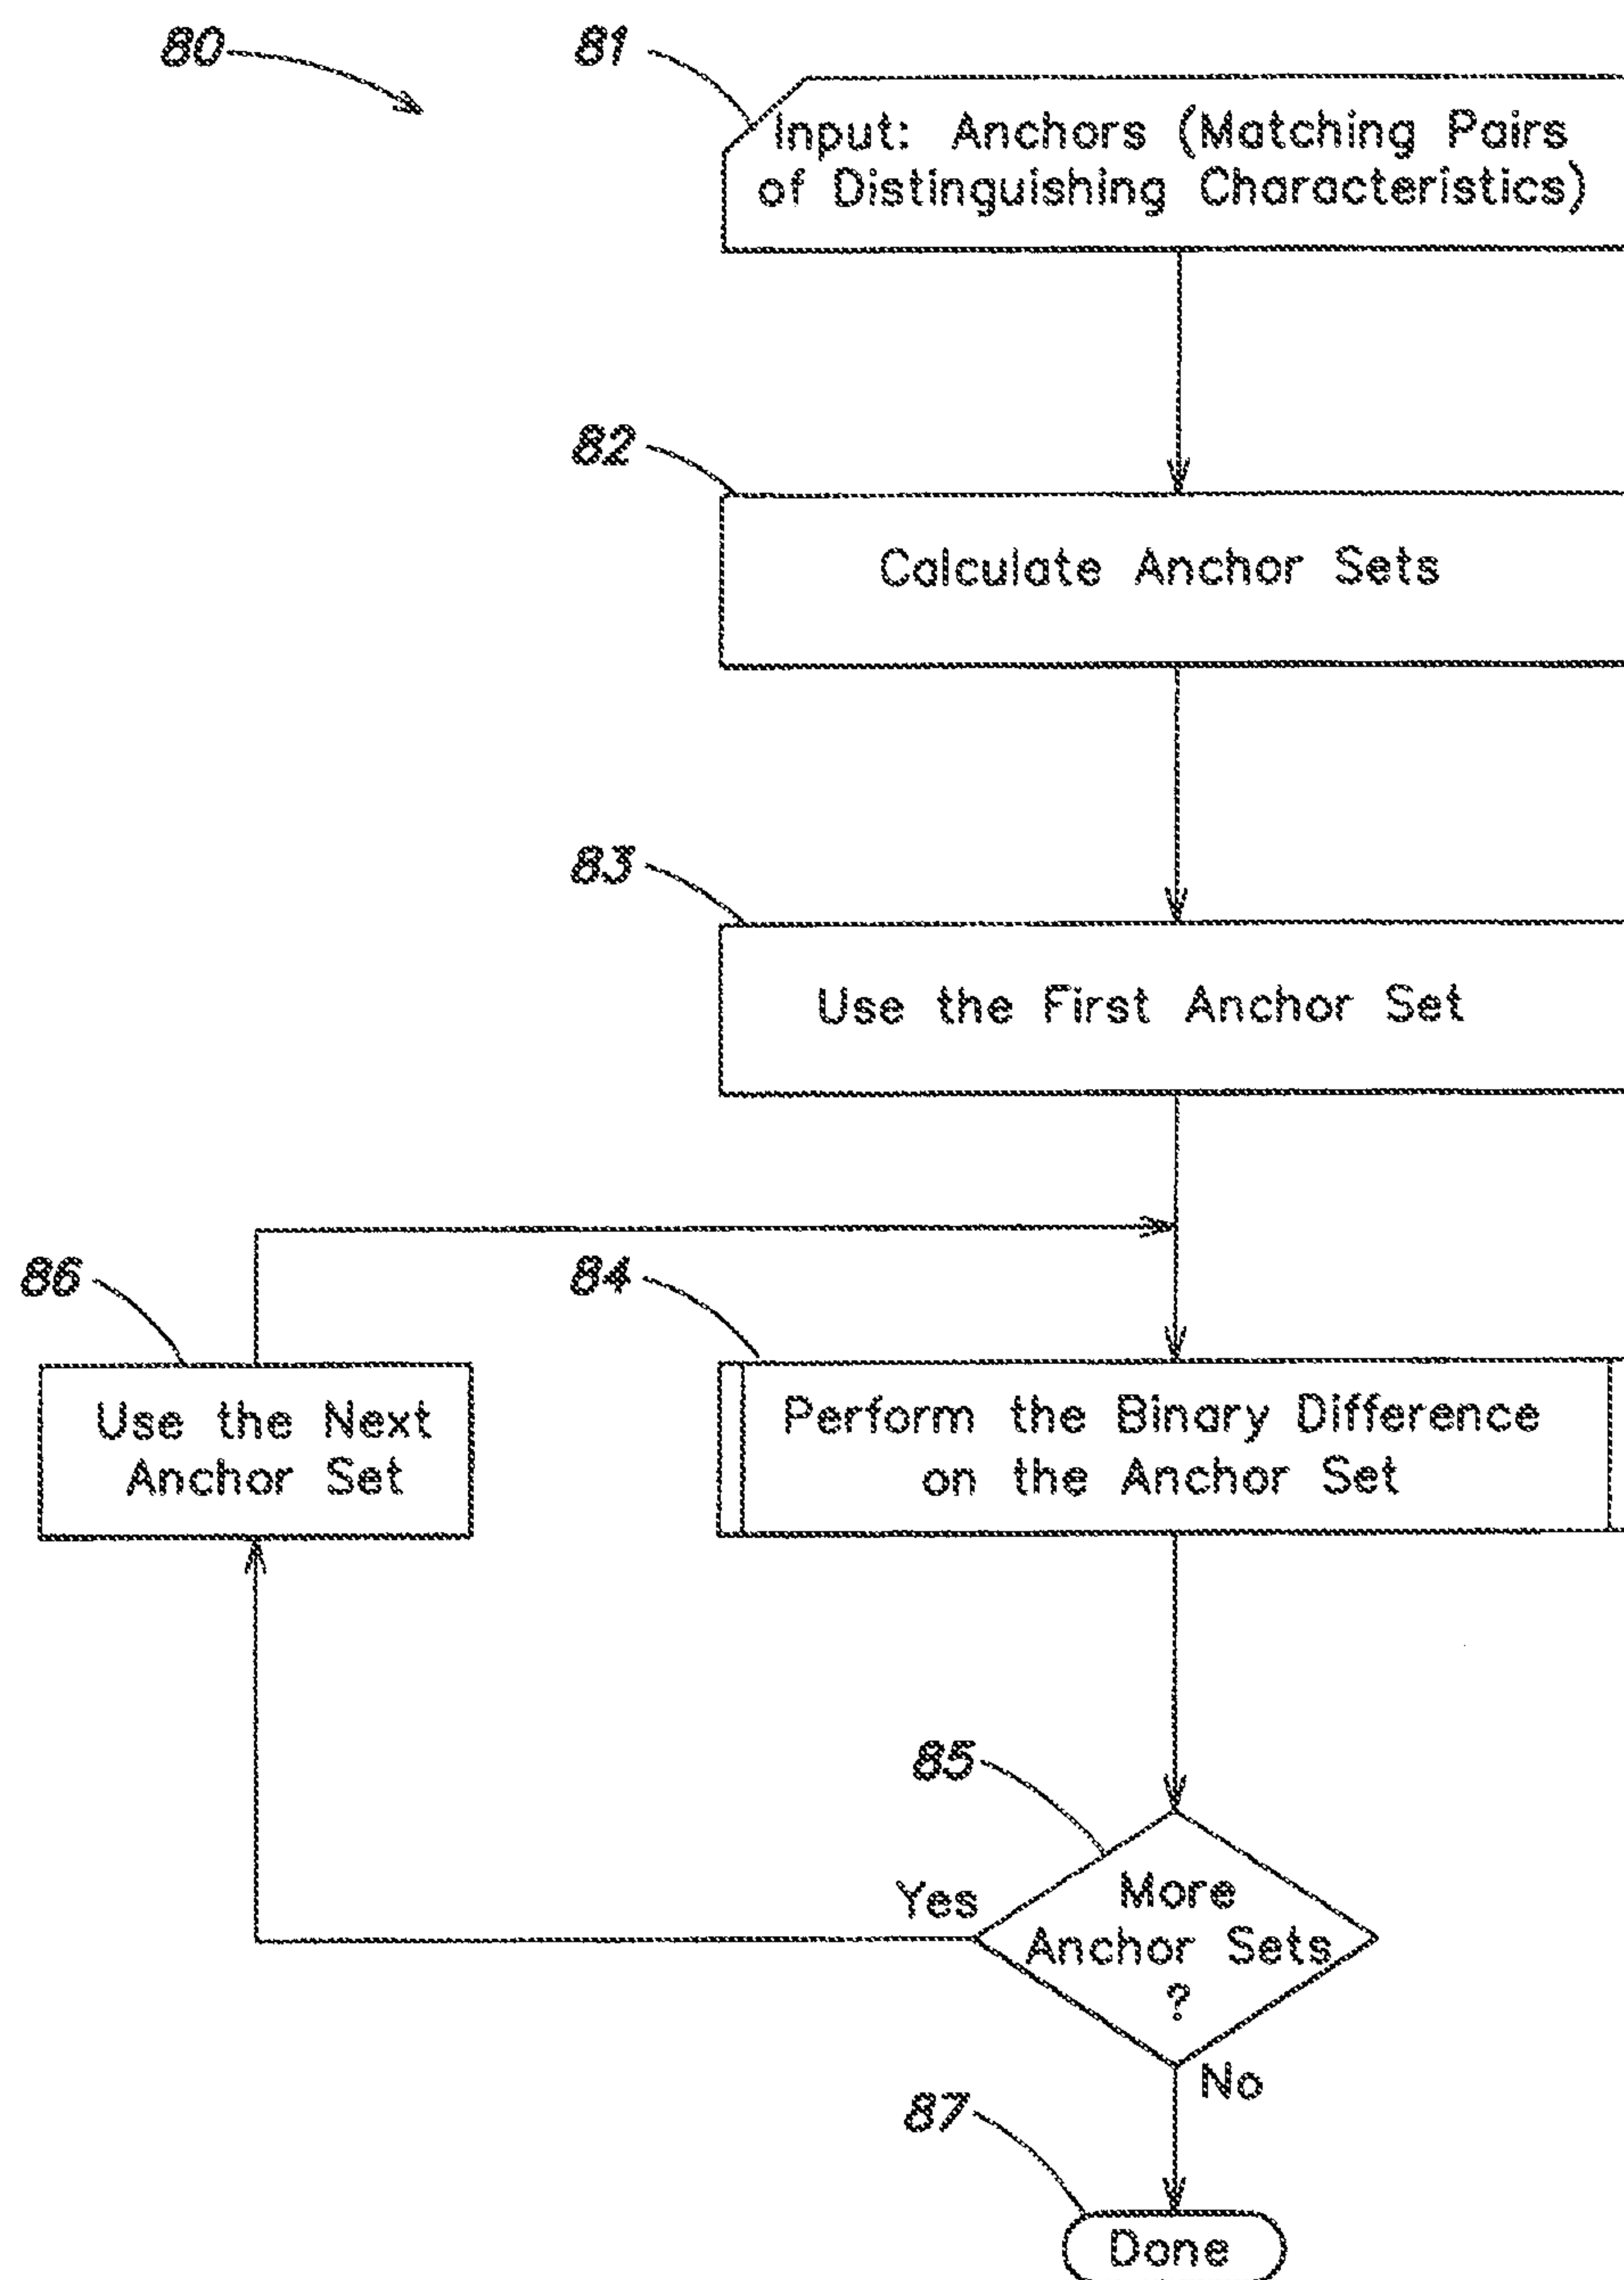 80
81
Input: Anchors (Matching Pairs
of Distinguishing Characteristics)
82
Calculate Anchor Sets
83
Use the First Anchor Set
86
84
Use the Next
Anchor Set
Perform the Binary Difference
on the Anchor Set
85
Yes
More
Anchor Sets
?
No
87
Done